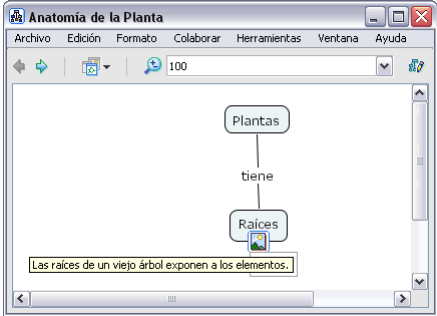 Anatomía de la Planta
Archivo Edición Formato Colaborar Herramientas Ventana Ayuda
100
Plantas
tiene
Raíces
Las raíces de un viejo árbol exponen a los elementos.